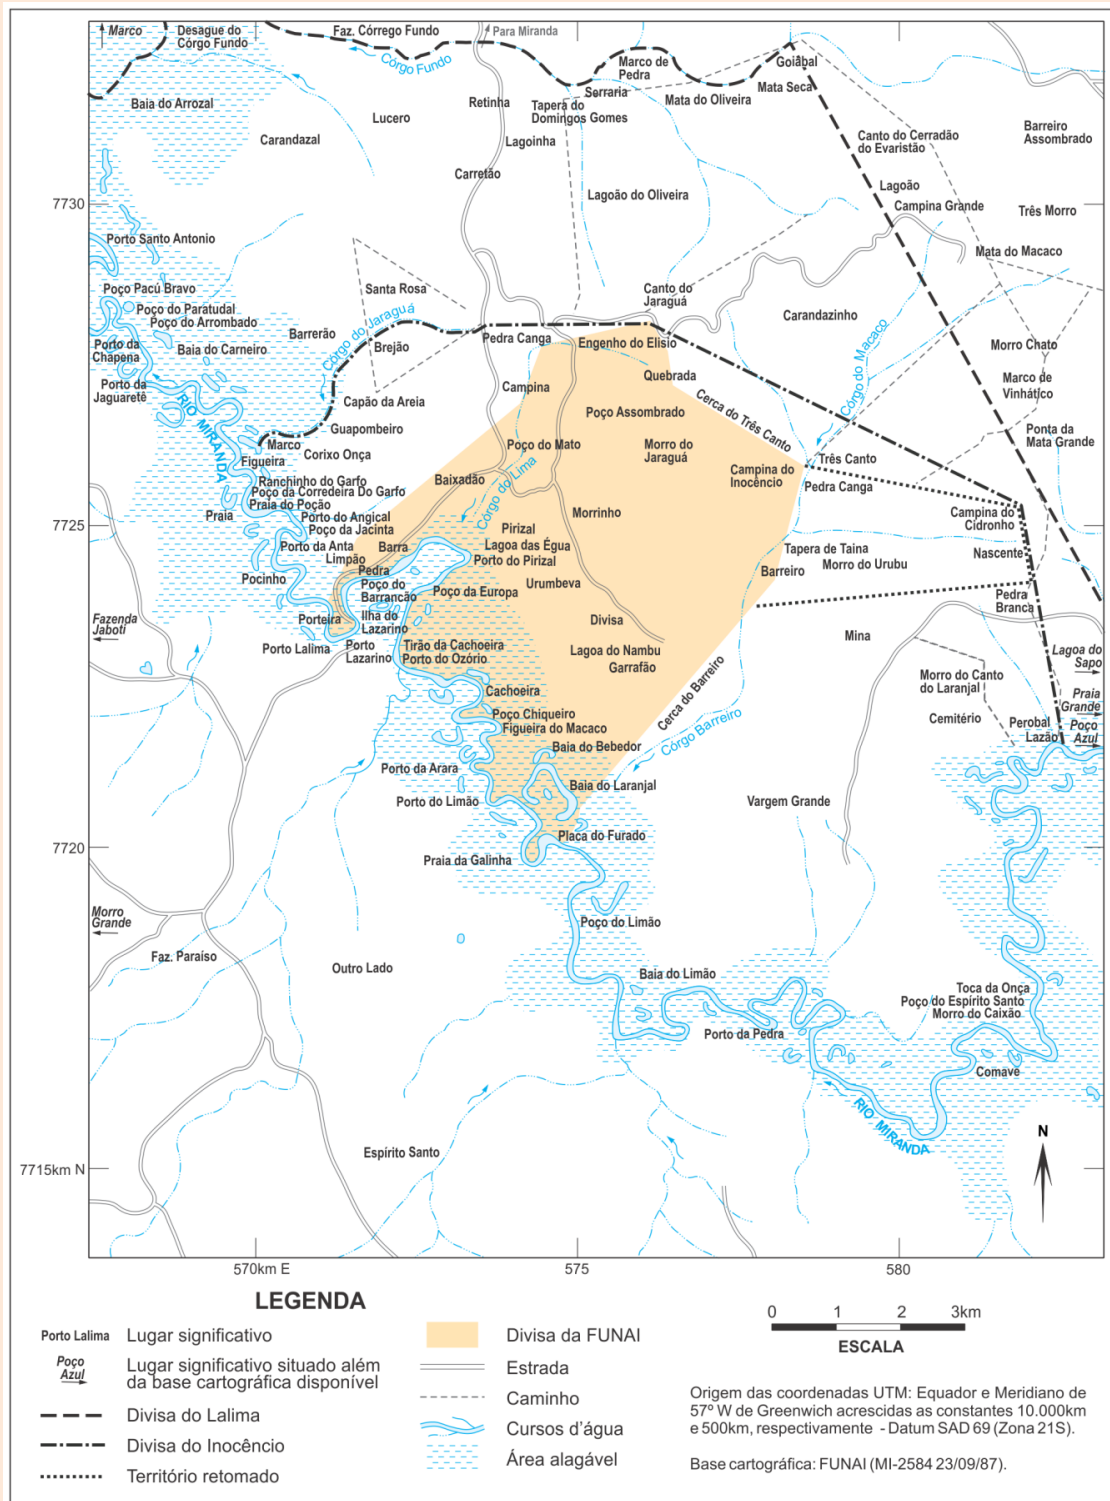 Marco
Desague do
Córgo Fundo
Faz. Córrego Fundo
Para Miranda
Córgo Fundo
Marco de
Pedra
Goiabal
Mata Seca
Serraria
Mata do Oliveira
Baia do Arrozal
Retinha
Tapera do
Domingos Gomes
Lucero
Carandazal
Lagoinha
Canto do Cerradão
do Evaristão
Barreiro
Assombrado
Carretão
Lagoão do Oliveira
Lagoão
Campina Grande
Três Morro
7730
Porto Santo Antonio
Mata do Macaco
Santa Rosa
Canto do
Jaraguá
Poço Pacú Bravo
Poço do Paratudal
Poço do Arrombado
Carandazinho
Córgo do Jaraguá
Barrerão
Brejão
Pedra Canga
Engenho do Elisio
Córgo do Macaco
Morro Chato
Porto da
Chapena
Baia do Carneiro
Quebrada
Marco de
Vinhático
Porto da
Jaguaretê
Campina
Capão da Areia
Cerca do Três Canto
RIO MIRANDA
Poço Assombrado
Guapombeiro
Ponta da
Mata Grande
Marco
Corixo Onça
Poço do Mato
Morro do
Jaraguá
Três Canto
Figueira
Campina do
Inocêncio
Pedra Canga
Baixadão
Córgo do Lima
Ranchinho do Garfo
Poço da Corredeira Do Garfo
Praia do Poção
Praia
Porto do Angical
Poço da Jacinta
Morrinho
Campina do
Cidronho
7725
Pirizal
Lagoa das Égua
Porto do Pirizal
Porto da Anta
Limpão
Barra
Tapera de Taina
Morro do Urubu
Nascente
Pedra
Barreiro
Pocinho
Poço do
Barrancão
Poço da Europa
Urumbeva
Pedra
Branca
Fazenda
Jaboti
Porteira
Ilha do
Lazarino
Divisa
Mina
Porto Lalima
Porto
Lazarino
Tirão da Cachoeira
Porto do Ozório
Lagoa do Nambu
Garrafão
Lagoa do
Sapo
Cerca do Barreiro
Morro do Canto
do Laranjal
Cachoeira
Praia
Grande
Poço Chiqueiro
Figueira do Macaco
Cemitério
Perobal
Lazão
Poço
Azul
Córgo Barreiro
Baia do Bebedor
Porto da Arara
Baia do Laranjal
Porto do Limão
Vargem Grande
Placa do Furado
7720
Praia da Galinha
Morro
Grande
Poço do Limão
Faz. Paraíso
Outro Lado
Baia do Limão
Toca da Onça
Poço do Espírito Santo
Morro do Caixão
Porto da Pedra
Comave
RIO MIRANDA
Espírito Santo
N
7715km N
570km E
575
580
LEGENDA
Porto Lalima
Lugar significativo
Poço
Azul
Lugar significativo situado além
da base cartográfica disponível
Divisa do Lalima
Divisa do Inocêncio
Território retomado
Divisa da FUNAI
Estrada
Caminho
Cursos d'água
Área alagável
0 1 2 3km
ESCALA
Origem das coordenadas UTM: Equador e Meridiano de
57º W de Greenwich acrescidas as constantes 10.000km
e 500km, respectivamente - Datum SAD 69 (Zona 21S).
Base cartográfica: FUNAI (MI-2584 23/09/87).